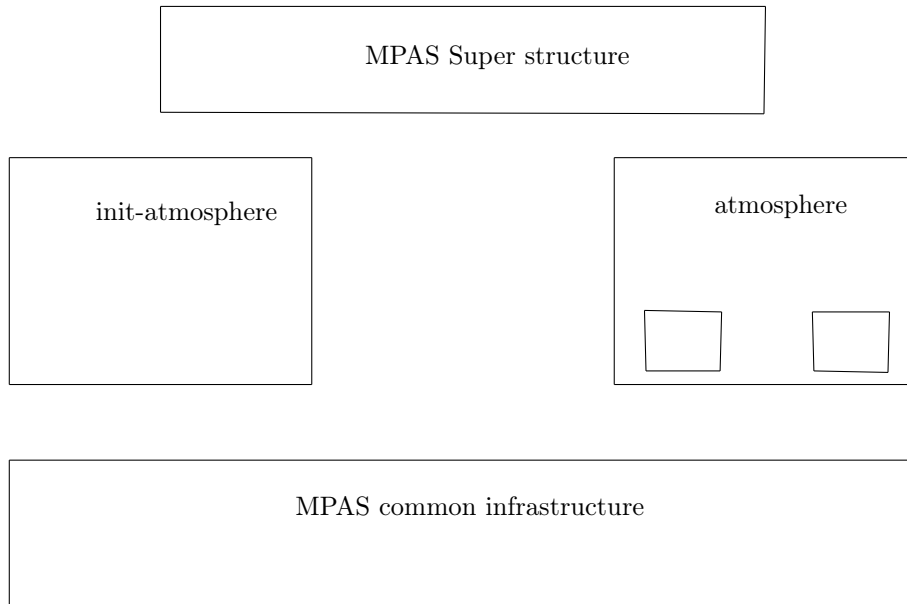 MPAS Super structure
init-atmosphere
atmosphere
MPAS common infrastructure